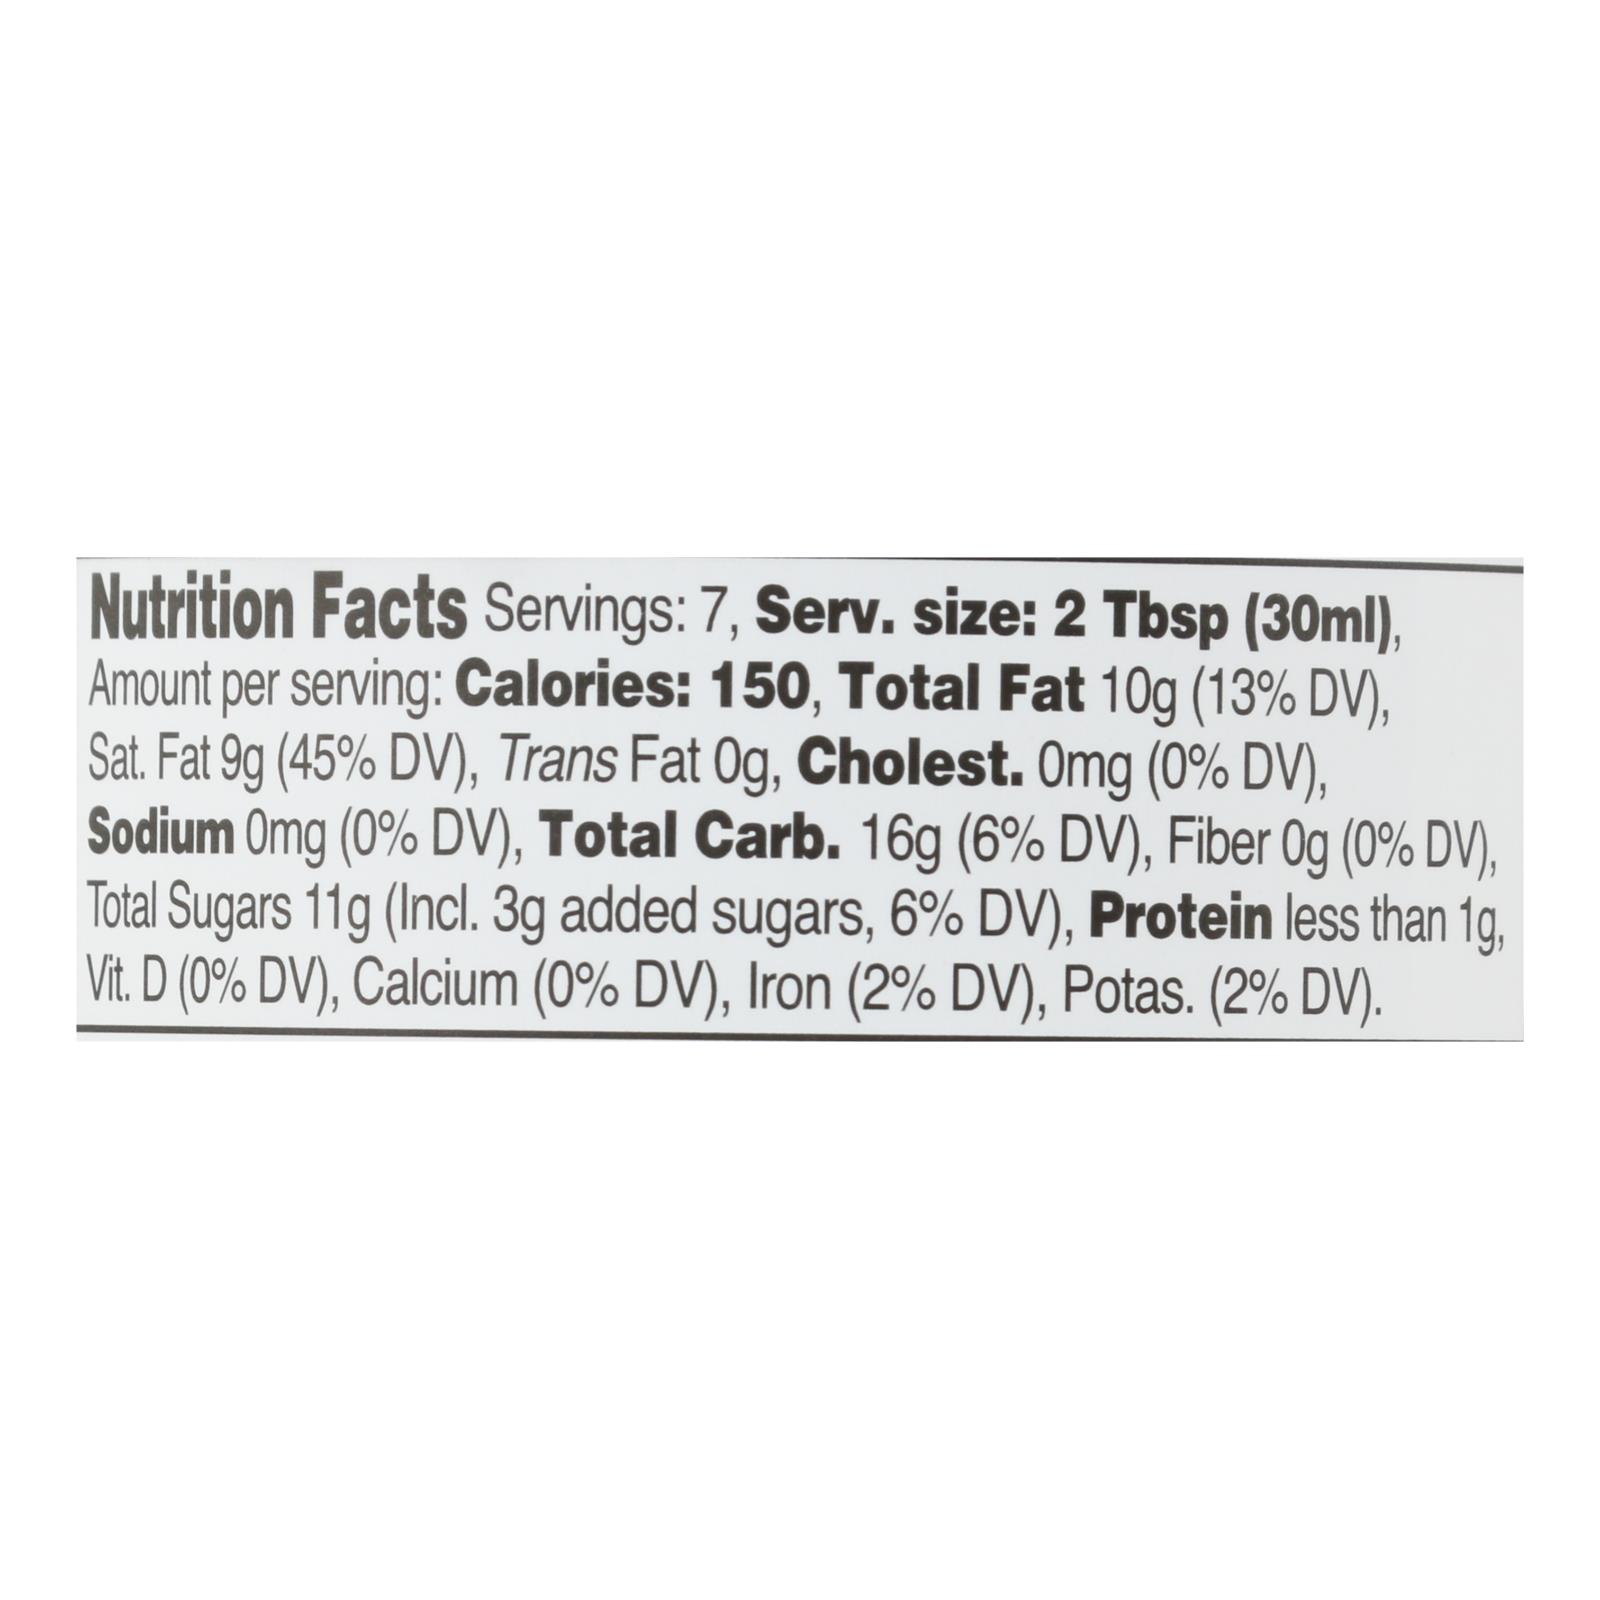 Nutrition Facts Servings: 7, Serv. size: 2 Tbsp (30ml),
Amount per serving: Calories: 150, Total Fat 10g (13% DV),
Sat. Fat 9g (45% DV), Trans Fat 0g, Cholest. 0mg (0% DV),
Sodium 0mg (0% DV), Total Carb. 16g (6% DV), Fiber 0g (0% DV),
Total Sugars 11g (Incl. 3g added sugars, 6% DV), Protein less than 1g,
Vit. D (0% DV), Calcium (0% DV), Iron (2% DV), Potas. (2% DV).